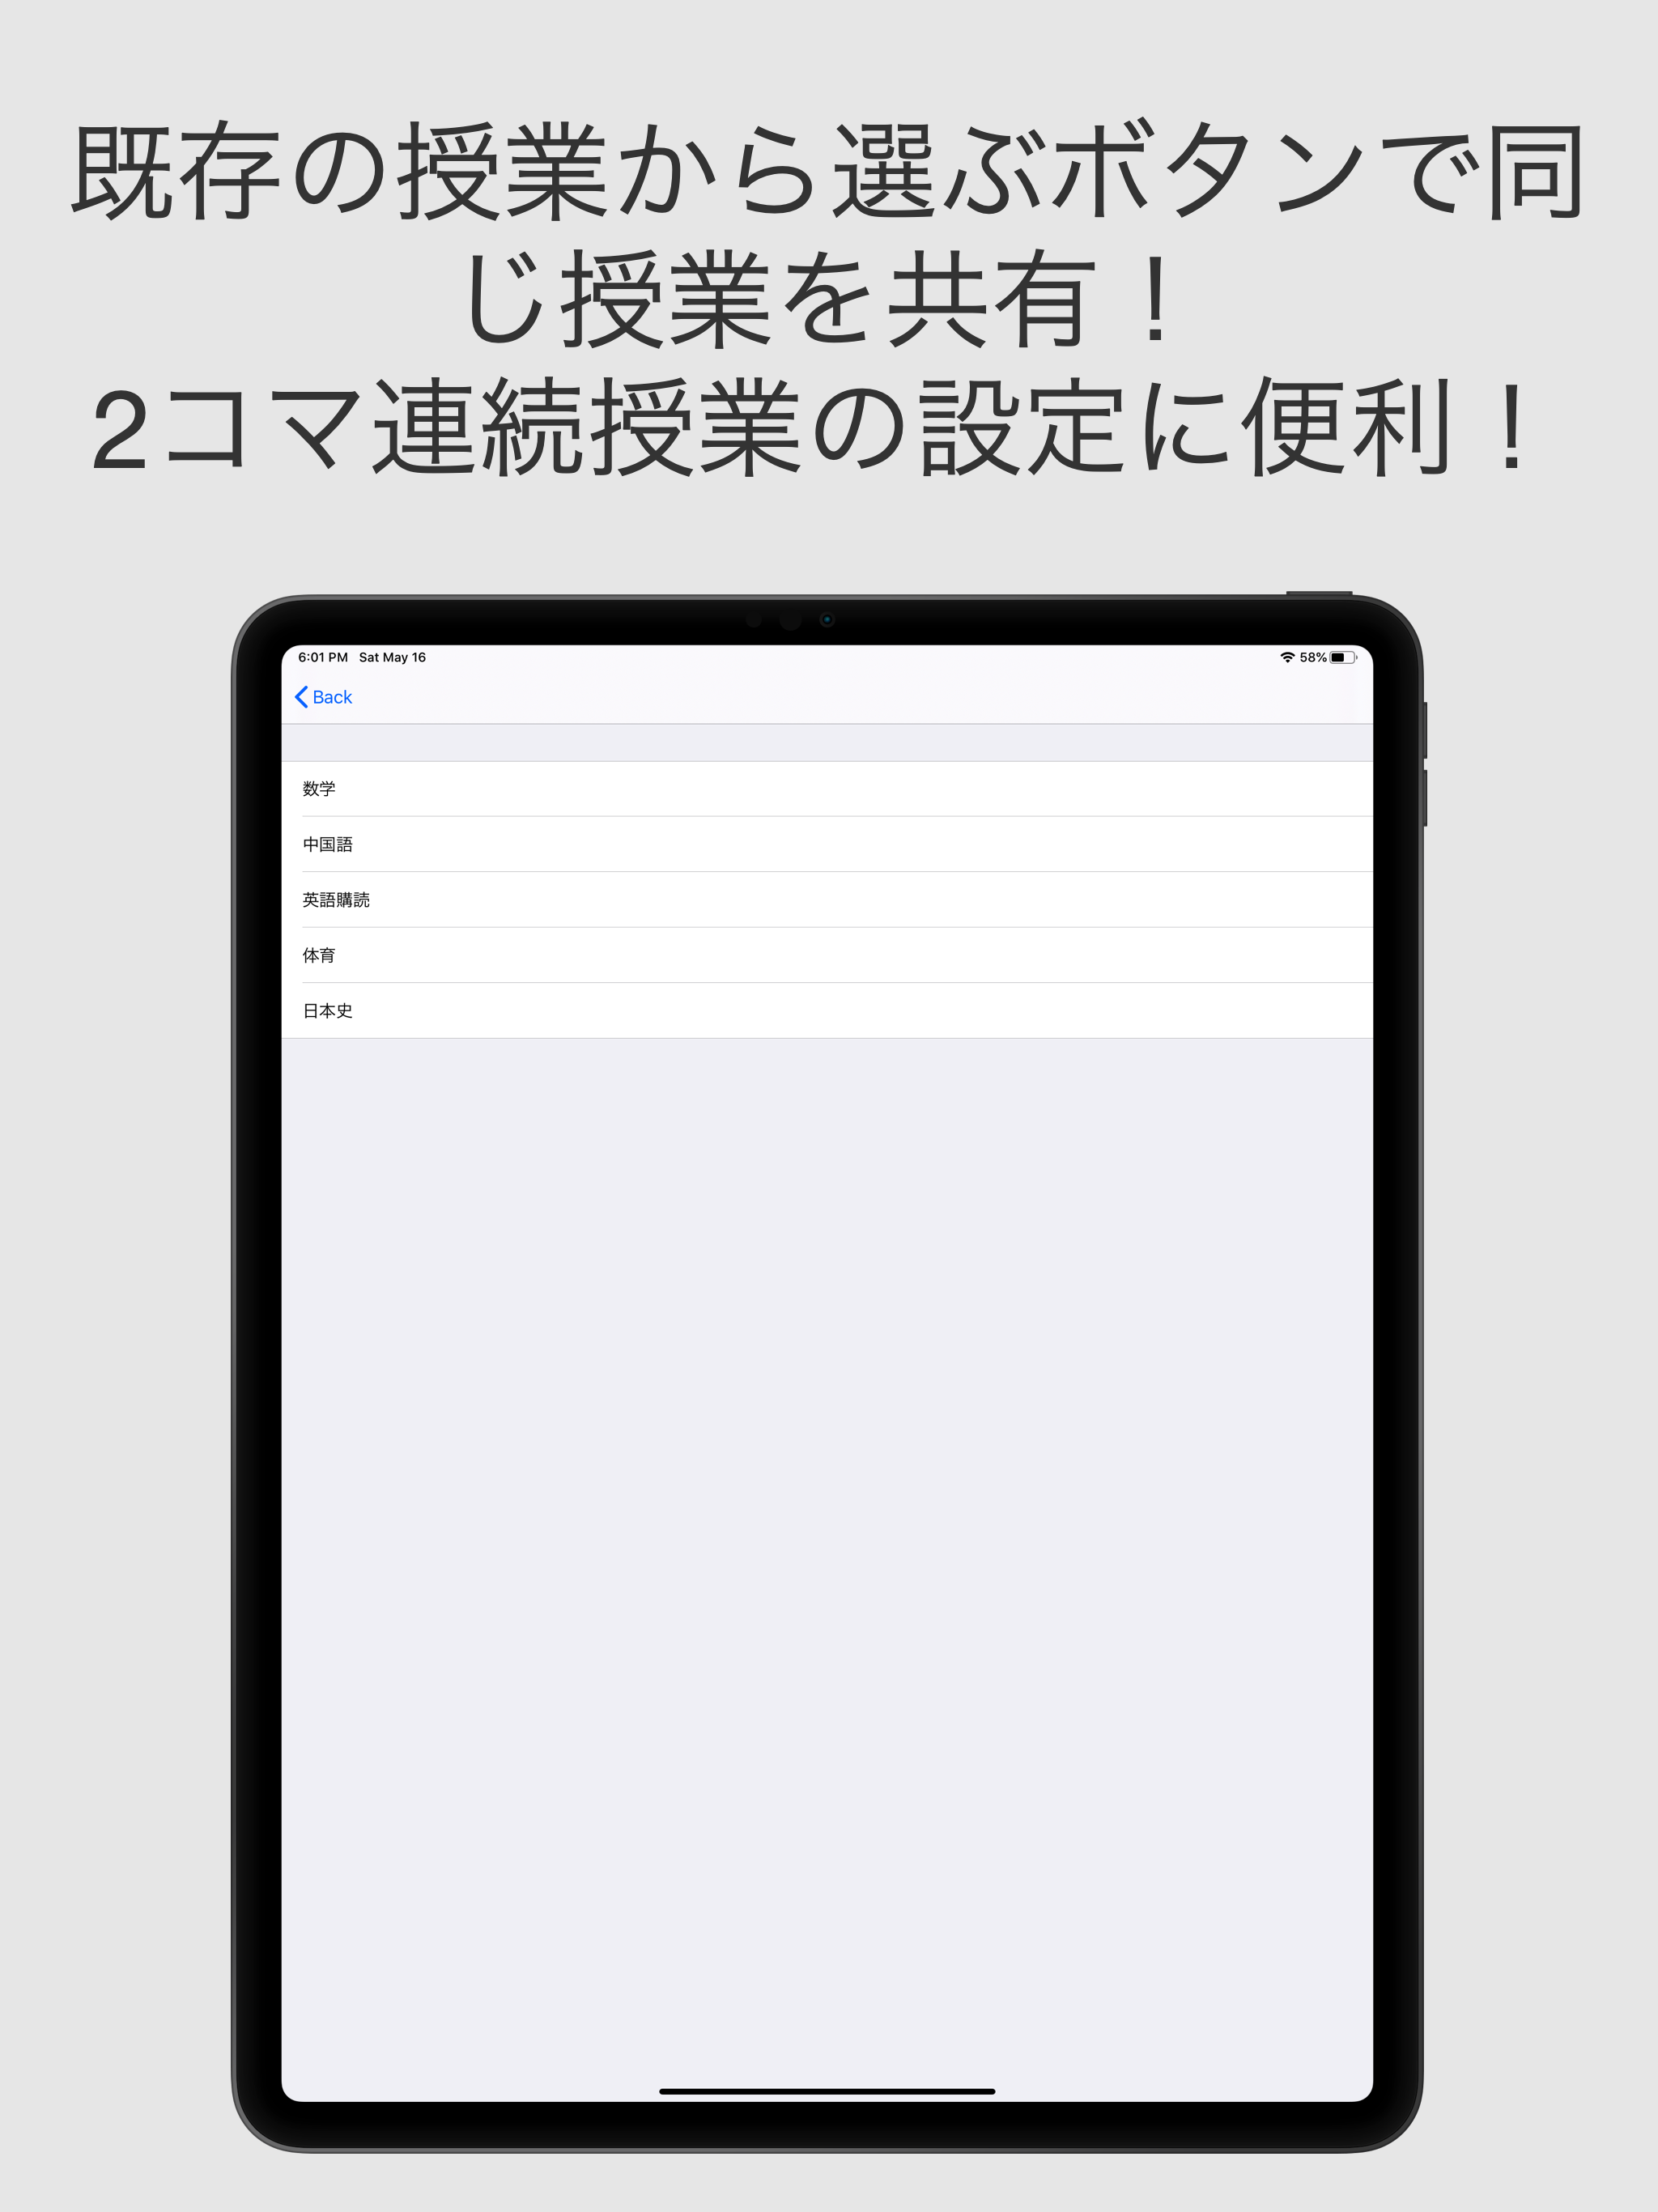 既存の授業から選ぶボタンで同
じ授業を共有！
2コマ連続授業の設定に便利！
6:01 PM Sat May 16 58%
Back
数学
中国語
英語購読
体育
日本史